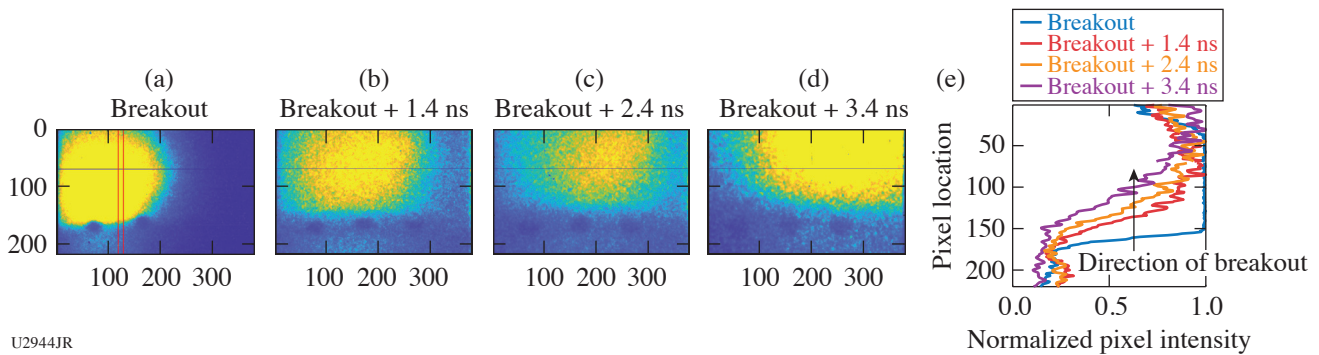 (a)
Breakout
(b)
Breakout + 1.4 ns
(c)
Breakout + 2.4 ns
(d)
Breakout + 3.4 ns
(e)
Breakout
Breakout + 1.4 ns
Breakout + 2.4 ns
Breakout + 3.4 ns
0
100
200
100 200 300
100 200 300
100 200 300
100 200 300
Pixel location
50
100
150
200
Direction of breakout
0.0 0.5 1.0
Normalized pixel intensity
U2944JR